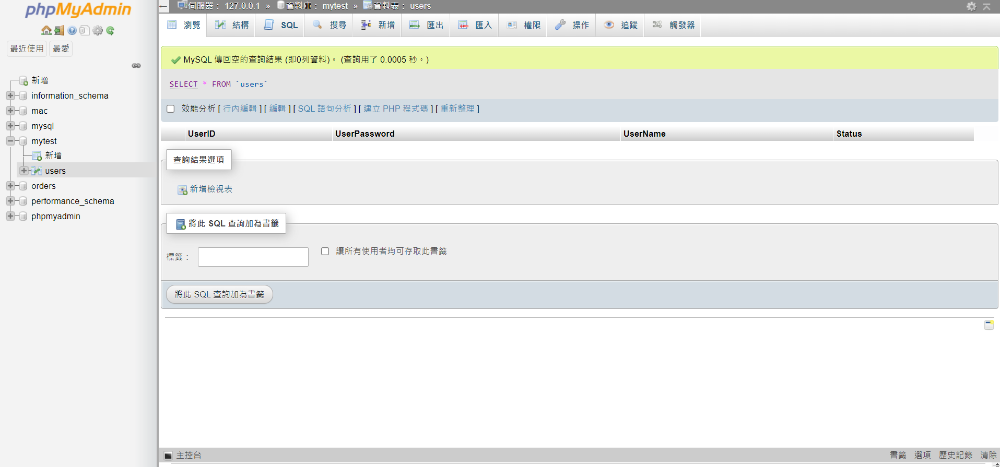 phpMyAdmin
最近使用 最愛
新增
information_schema
mac
mysql
mytest
新增
users
orders
performance_schema
phpmyadmin
伺服器： 127.0.0.1 » 資料庫： mytest » 資料表： users
瀏覽 結構 SQL 搜尋 新增 匯出 匯入 權限 操作 追蹤 觸發器
MySQL 傳回空的查詢結果 (即0列資料)。 (查詢用了 0.0005 秒。)
SELECT * FROM `users`
效能分析 [ 行內編輯 ] [ 編輯 ] [ SQL 語句分析 ] [ 建立 PHP 程式碼 ] [ 重新整理 ]
UserID UserPassword UserName Status
查詢結果選項
新增檢視表
將此 SQL 查詢加為書籤
標籤： 讓所有使用者均可存取此書籤
將此 SQL 查詢加為書籤
主控台 書籤 選項 歷史記錄 清除